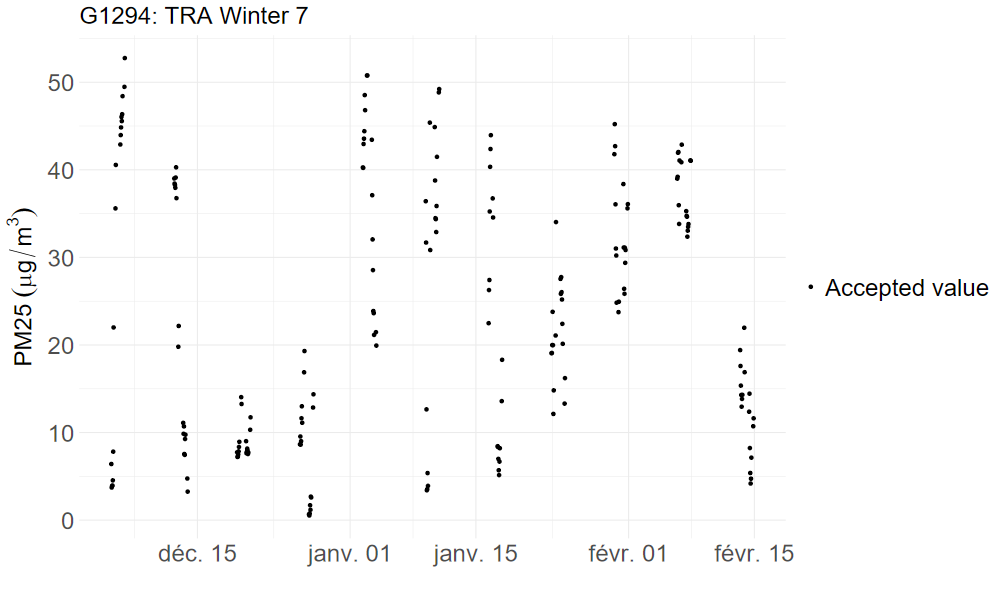 G1294: TRA Winter 7
PM25 (μg/m³)
50
40
30
20
10
0
déc. 15 janv. 01 janv. 15 févr. 01 févr. 15
Accepted value